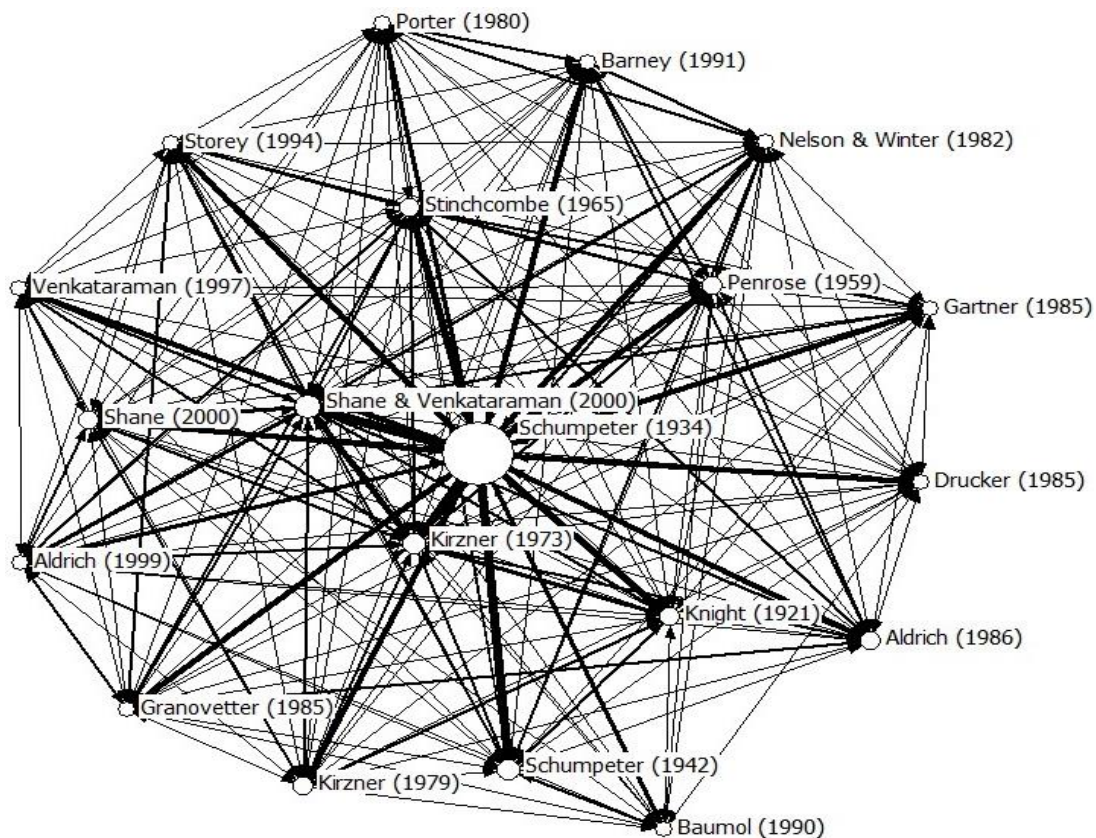 Porter (1980)
Barney (1991)
Storey (1994)
Nelson & Winter (1982)
Stinchcombe (1965)
Venkataraman (1997)
Penrose (1959)
Gartner (1985)
Shane & Venkataraman (2000)
Shane (2000)
Schumpeter (1934)
Drucker (1985)
Kirzner (1973)
Aldrich (1999)
Knight (1921)
Aldrich (1986)
Granovetter (1985)
Schumpeter (1942)
Kirzner (1979)
Baumol (1990)